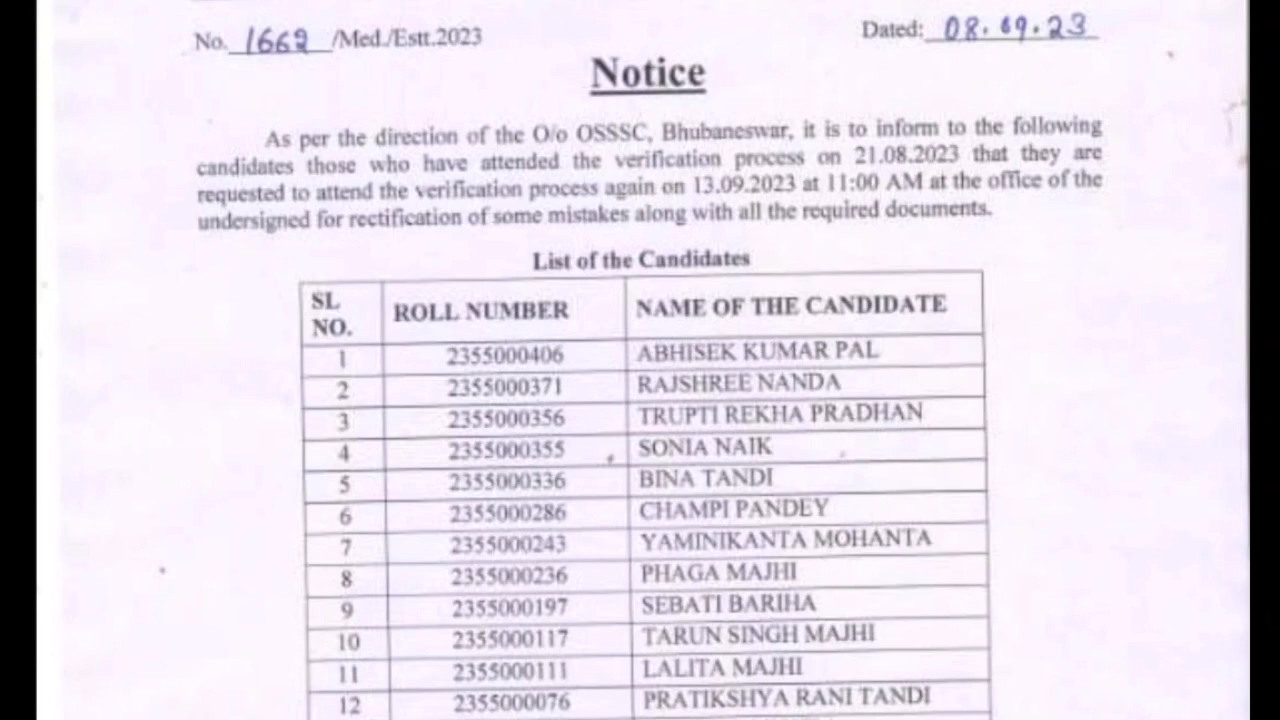 No. 1662 /Med./Estt.2023
Dated: 08.09.23
Notice
As per the direction of the O/o OSSSC, Bhubaneswar, it is to inform to the following
candidates those who have attended the verification process on 21.08.2023 that they are
requested to attend the verification process again on 13.09.2023 at 11:00 AM at the office of the
undersigned for rectification of some mistakes along with all the required documents.
List of the Candidates
SL NO. ROLL NUMBER NAME OF THE CANDIDATE
1 2355000406 ABHISEK KUMAR PAL
2 2355000371 RAJSHREE NANDA
3 2355000356 TRUPTI REKHA PRADHAN
4 2355000355 SONIA NAIK
5 2355000336 BINA TANDI
6 2355000286 CHAMPI PANDEY
7 2355000243 YAMINIKANTA MOHANTA
8 2355000236 PHAGA MAJHI
9 2355000197 SEBATI BARIHA
10 2355000117 TARUN SINGH MAJHI
11 2355000111 LALITA MAJHI
12 2355000076 PRATIKSHYA RANI TANDI